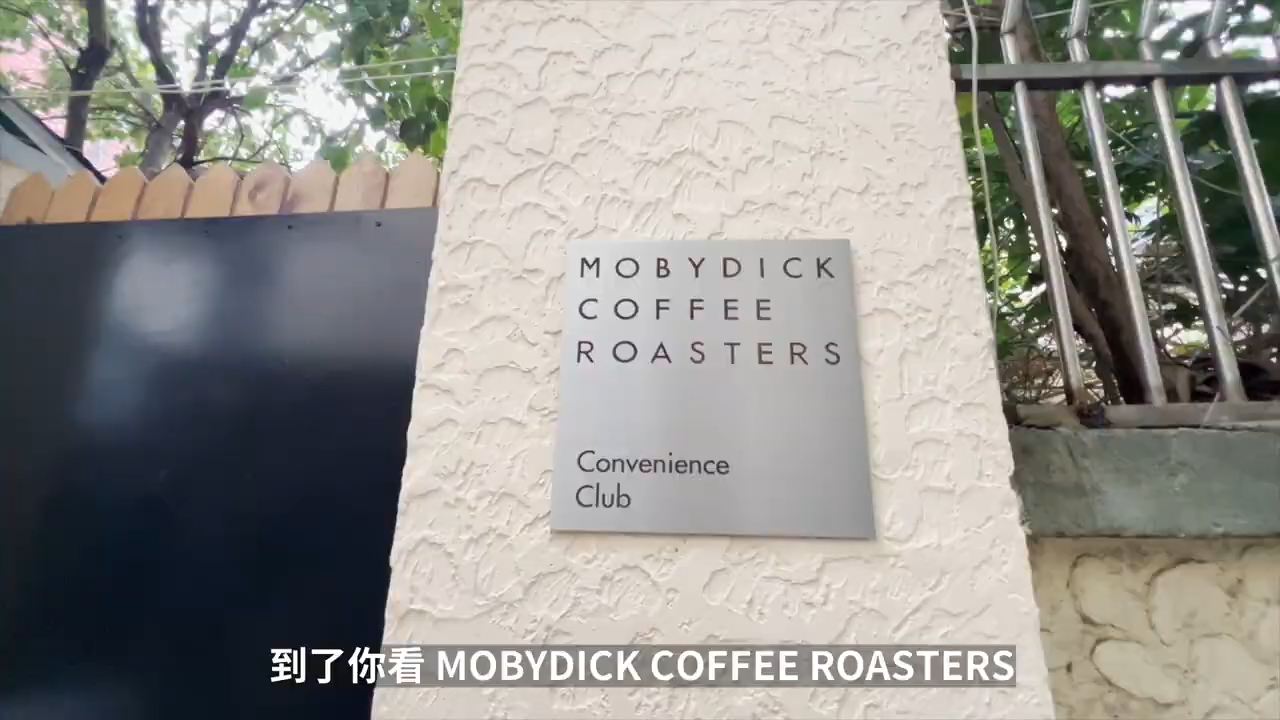 MOBYDICK
COFFEE
ROASTERS
Convenience
Club
到了你看 MOBYDICK COFFEE ROASTERS